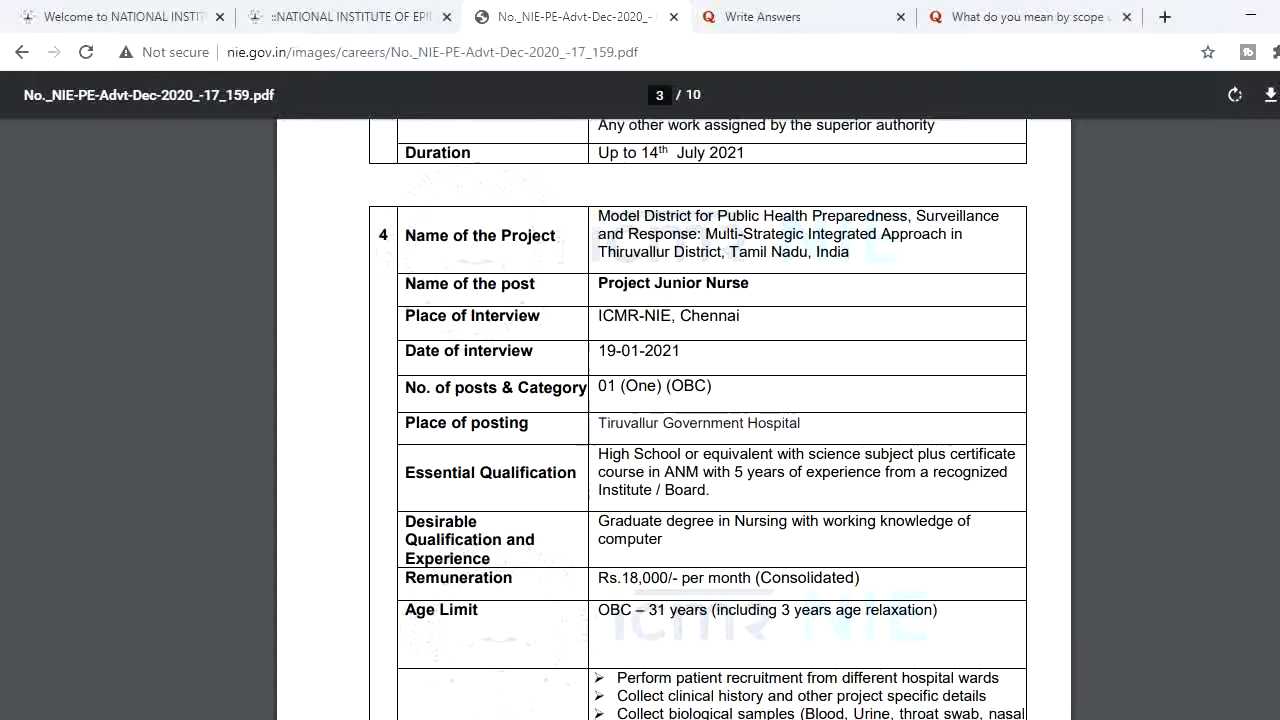 Welcome to NATIONAL INSTIT
::NATIONAL INSTITUTE OF EPI
No._NIE-PE-Advt-Dec-2020_-
Write Answers
What do you mean by scope
Not secure
nie.gov.in/images/careers/No._NIE-PE-Advt-Dec-2020_-17_159.pdf
No._NIE-PE-Advt-Dec-2020_-17_159.pdf
3 / 10
Any other work assigned by the superior authority
Duration
Up to 14th July 2021
4
Name of the Project
Model District for Public Health Preparedness, Surveillance
and Response: Multi-Strategic Integrated Approach in
Thiruvallur District, Tamil Nadu, India
Name of the post
Project Junior Nurse
Place of Interview
ICMR-NIE, Chennai
Date of interview
19-01-2021
No. of posts & Category
01 (One) (OBC)
Place of posting
Tiruvallur Government Hospital
Essential Qualification
High School or equivalent with science subject plus certificate
course in ANM with 5 years of experience from a recognized
Institute / Board.
Desirable
Qualification and
Experience
Graduate degree in Nursing with working knowledge of
computer
Remuneration
Rs.18,000/- per month (Consolidated)
Age Limit
OBC – 31 years (including 3 years age relaxation)
icmr NIE
➢ Perform patient recruitment from different hospital wards
➢ Collect clinical history and other project specific details
➢ Collect biological samples (Blood, Urine, throat swab, nasal